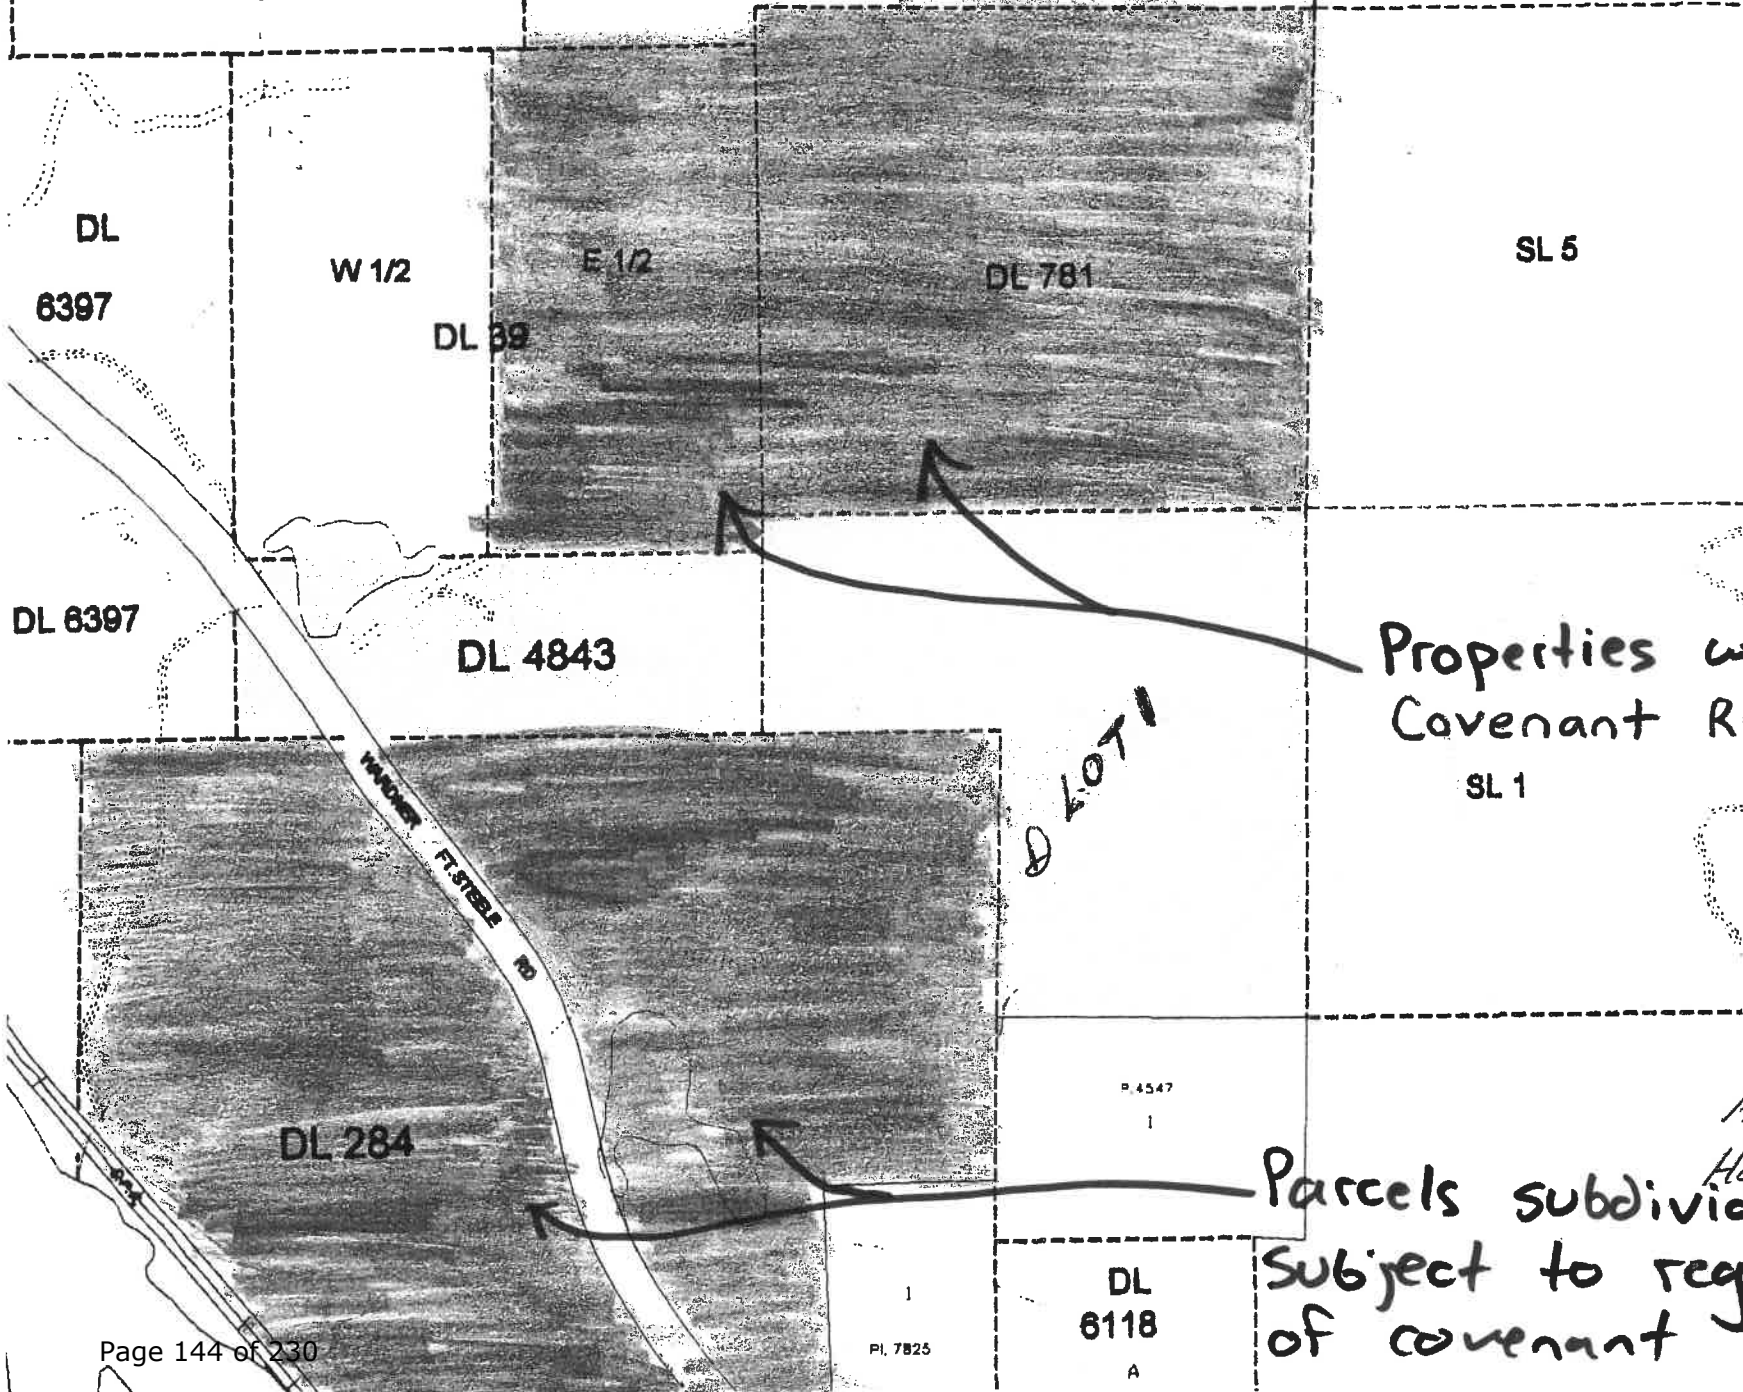 DL
6397
W 1/2
E 1/2
DL 39
DL 781
SL 5
DL 6397
DL 4843
Properties
Covenant R
SL 1
D LOT 1
WARDNER FT. STEELE RD
P. 4547
1
DL 284
Parcels
subject to
of covenant
DL
6118
A
1
Pl. 7825
Page 144 of 230